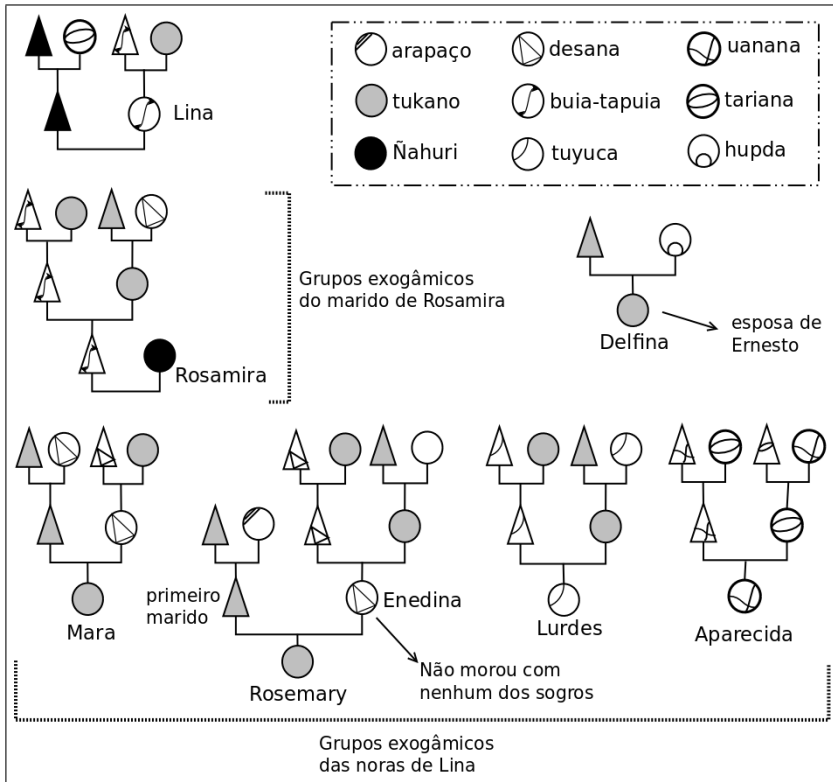 Lina
arapaço
desana
uanana
tukano
buia-tapuia
tariana
Ñahuri
tuyuca
hupda
Grupos exogâmicos
do marido de Rosamira
Rosamira
Delfina
esposa de
Ernesto
Mara
primeiro
marido
Enedina
Rosemary
Não morou com
nenhum dos sogros
Lurdes
Aparecida
Grupos exogâmicos
das noras de Lina